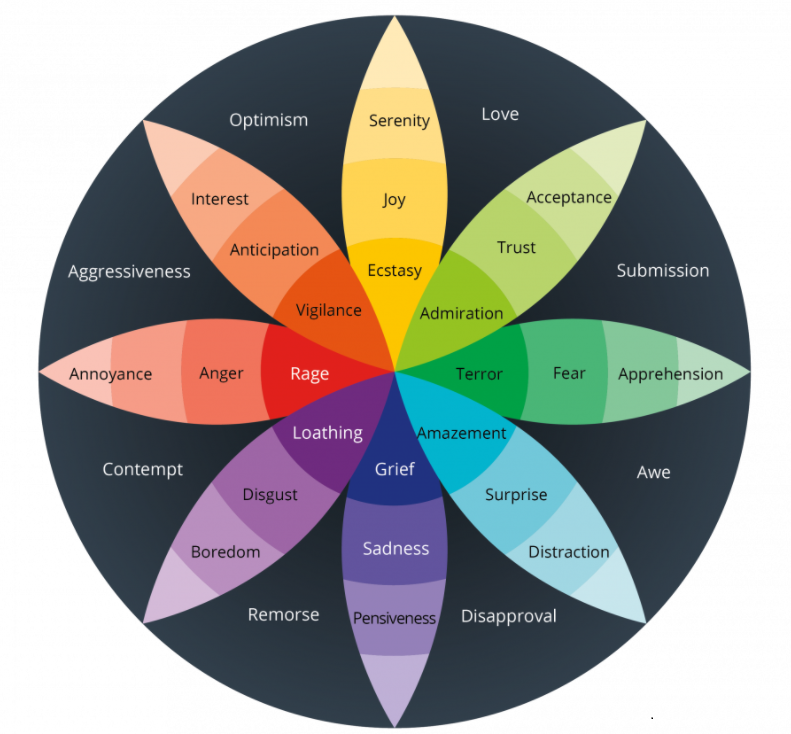 Optimism
Serenity
Love
Interest
Joy
Acceptance
Anticipation
Trust
Aggressiveness
Ecstasy
Submission
Vigilance
Admiration
Annoyance
Anger
Rage
Terror
Fear
Apprehension
Loathing
Amazement
Contempt
Grief
Awe
Disgust
Surprise
Boredom
Sadness
Distraction
Remorse
Pensiveness
Disapproval